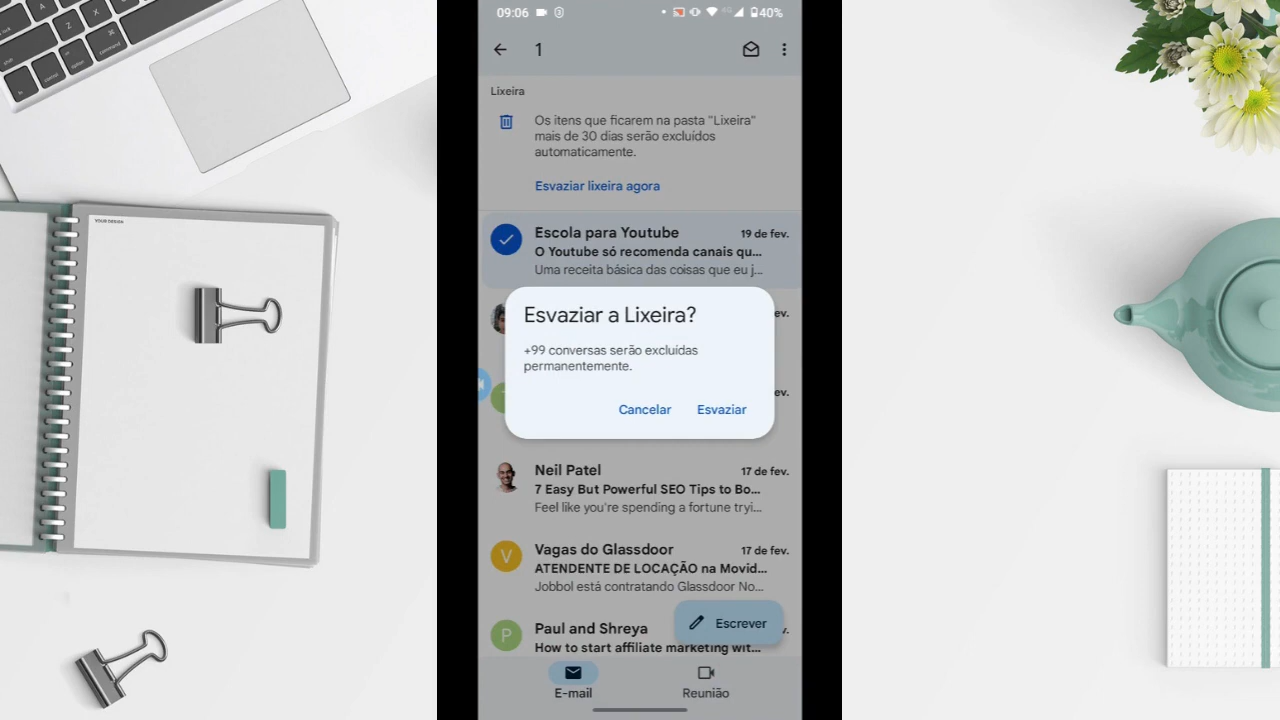 YOUR DESIGN
command
09:06
40%
1
Lixeira
Os itens que ficarem na pasta "Lixeira"
mais de 30 dias serão excluídos
automaticamente.
Esvaziar lixeira agora
Escola para Youtube 19 de fev.
O Youtube só recomenda canais qu...
Uma receita básica das coisas que eu j...
ev.
Esvaziar a Lixeira?
+99 conversas serão excluídas
permanentemente.
ev.
Cancelar Esvaziar
Neil Patel 17 de fev.
7 Easy But Powerful SEO Tips to Bo...
Feel like you're spending a fortune tryi...
V
Vagas do Glassdoor 17 de fev.
ATENDENTE DE LOCAÇÃO na Movid...
Jobbol está contratando Glassdoor No...
P
Paul and Shreya
Escrever
How to start affiliate marketing wit...
E-mail Reunião